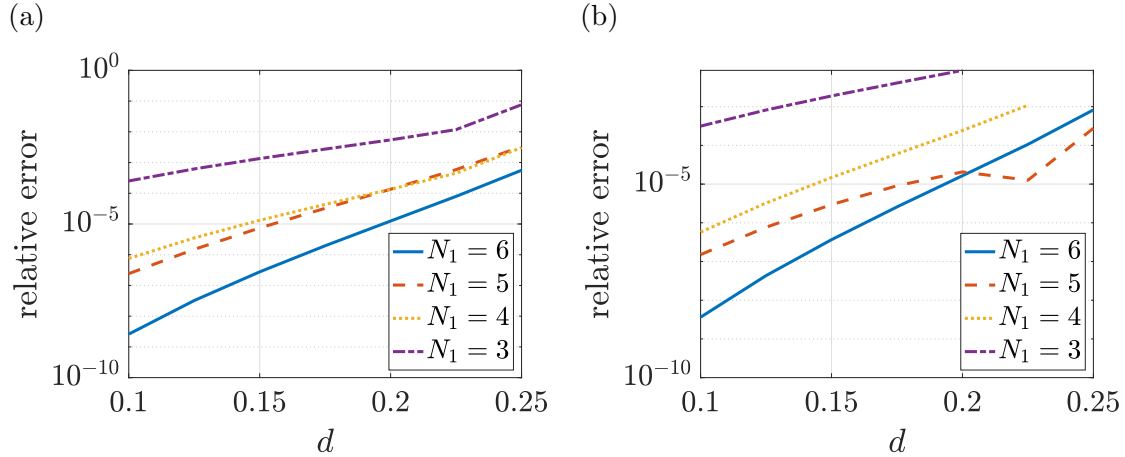 (a)
relative error
10^0
10^-5
10^-10
0.1 0.15 0.2 0.25
d
N_1 = 6
N_1 = 5
N_1 = 4
N_1 = 3
(b)
relative error
10^-5
10^-10
0.1 0.15 0.2 0.25
d
N_1 = 6
N_1 = 5
N_1 = 4
N_1 = 3